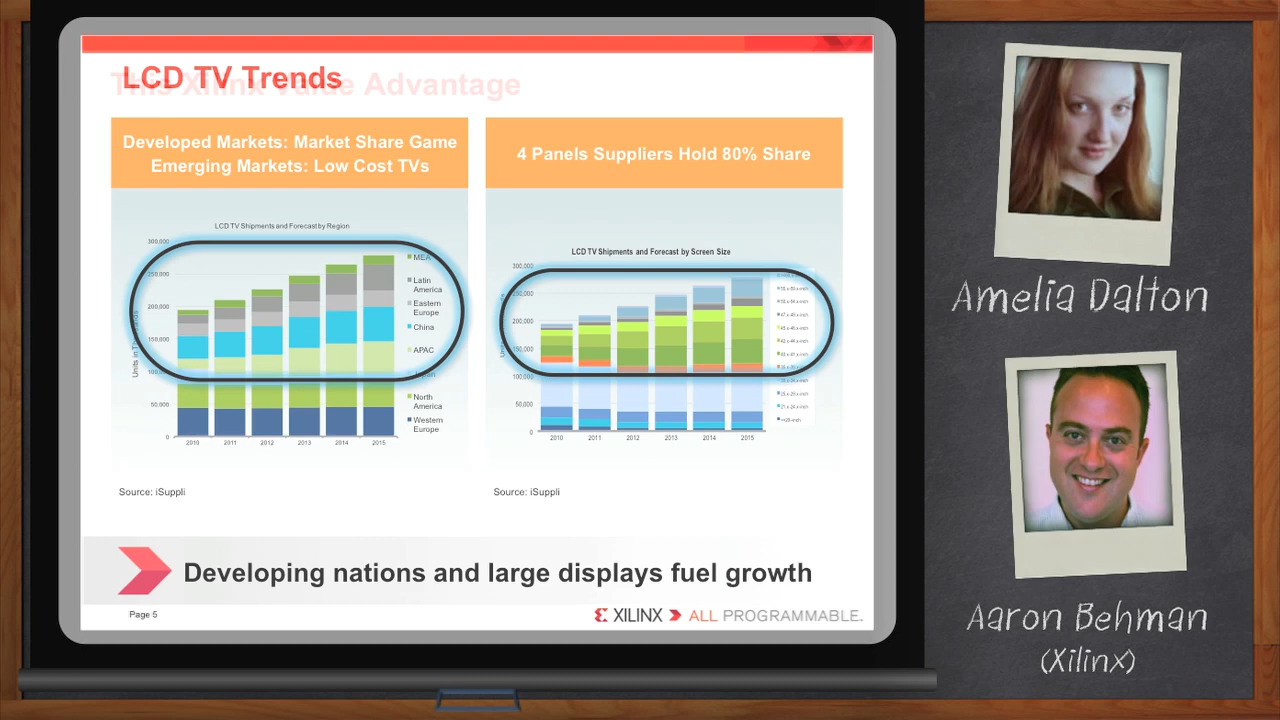 LCD TV Trends
This Xilinx Value Advantage
Developed Markets: Market Share Game
Emerging Markets: Low Cost TVs
LCD TV Shipments and Forecast by Region
Units in Thousands
300,000
250,000
200,000
150,000
100,000
50,000
0
2010 2011 2012 2013 2014 2015
MEA
Latin
America
Eastern
Europe
China
APAC
Japan
North
America
Western
Europe
Source: iSuppli
4 Panels Suppliers Hold 80% Share
LCD TV Shipments and Forecast by Screen Size
300,000
250,000
200,000
150,000
100,000
50,000
0
2010 2011 2012 2013 2014 2015
Source: iSuppli
Developing nations and large displays fuel growth
Page 5
XILINX ALL PROGRAMMABLE.
Amelia Dalton
Aaron Behman
(Xilinx)